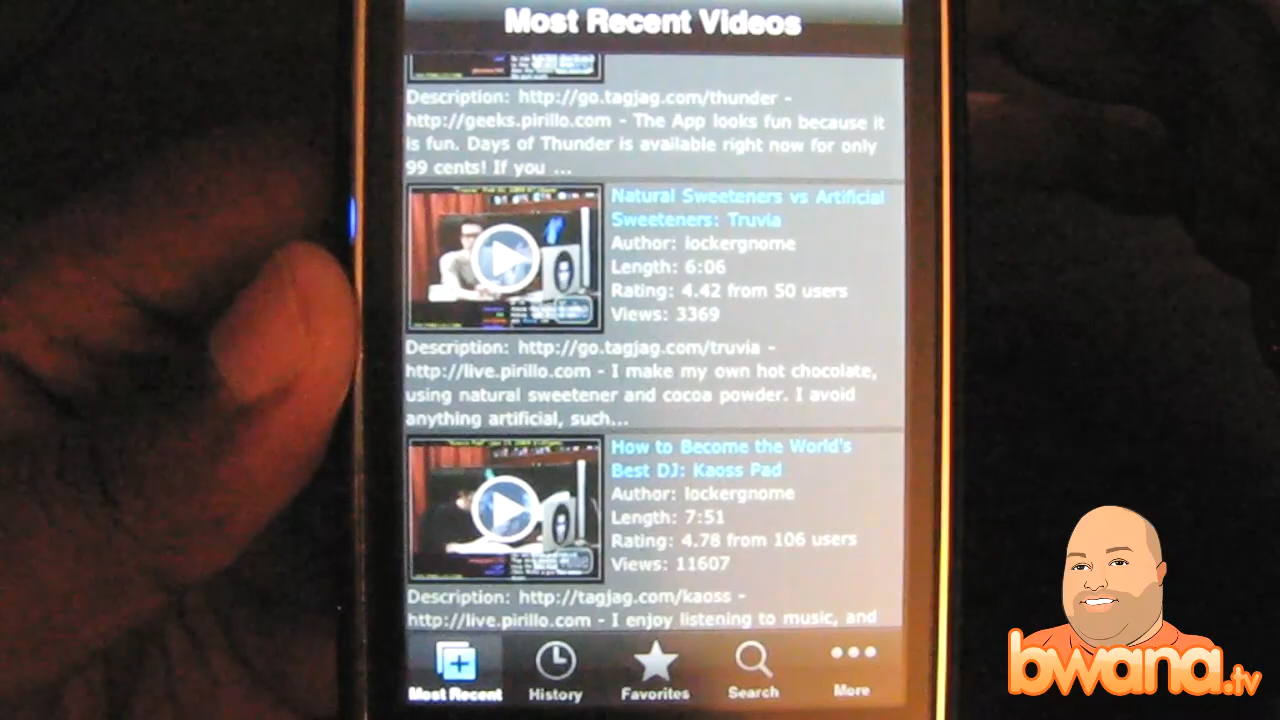 Most Recent Videos
Description: http://go.tagjag.com/thunder -
http://geeks.pirillo.com - The App looks fun because it
is fun. Days of Thunder is available right now for only
99 cents! If you ...
Natural Sweeteners vs Artificial
Sweeteners: Truvia
Author: lockergnome
Length: 6:06
Rating: 4.42 from 50 users
Views: 3369
Description: http://go.tagjag.com/truvia -
http://live.pirillo.com - I make my own hot chocolate,
using natural sweetener and cocoa powder. I avoid
anything artificial, such...
How to Become the World's
Best DJ: Kaoss Pad
Author: lockergnome
Length: 7:51
Rating: 4.78 from 106 users
Views: 11607
Description: http://tagjag.com/kaoss -
http://live.pirillo.com - I enjoy listening to music, and
Most Recent
History
Favorites
Search
More
bwana.tv